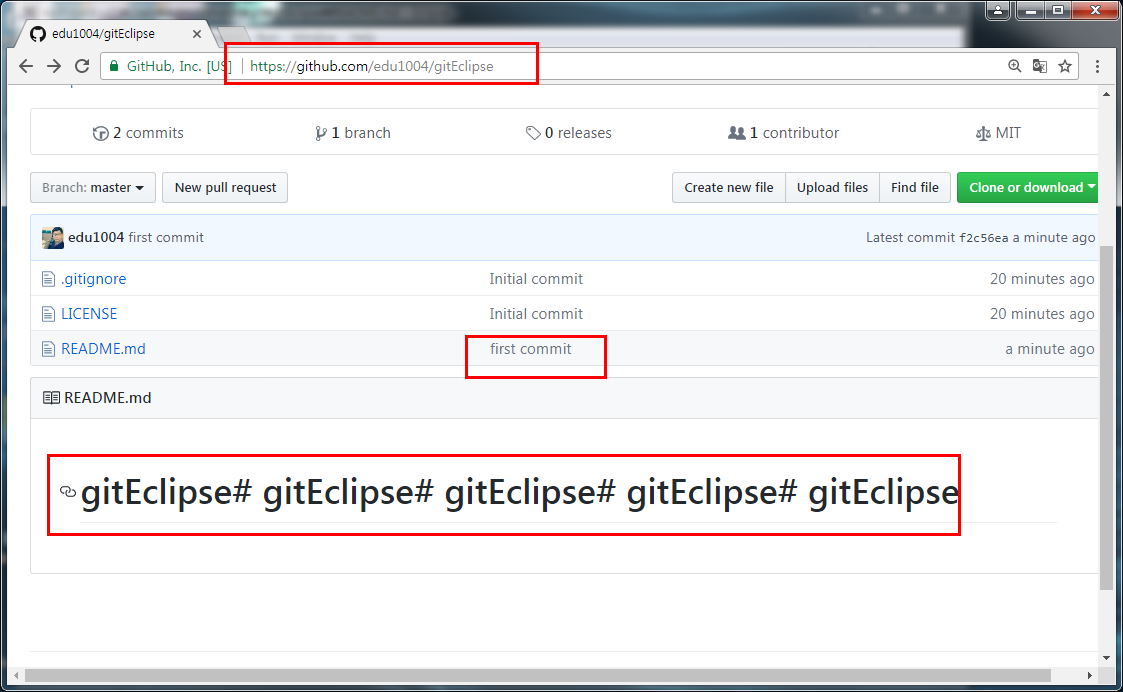 edu1004/gitEclipse
GitHub, Inc. [US] https://github.com/edu1004/gitEclipse
2 commits 1 branch 0 releases 1 contributor MIT
Branch: master New pull request Create new file Upload files Find file Clone or download
edu1004 first commit Latest commit f2c56ea a minute ago
.gitignore Initial commit 20 minutes ago
LICENSE Initial commit 20 minutes ago
README.md first commit a minute ago
README.md
gitEclipse# gitEclipse# gitEclipse# gitEclipse# gitEclipse